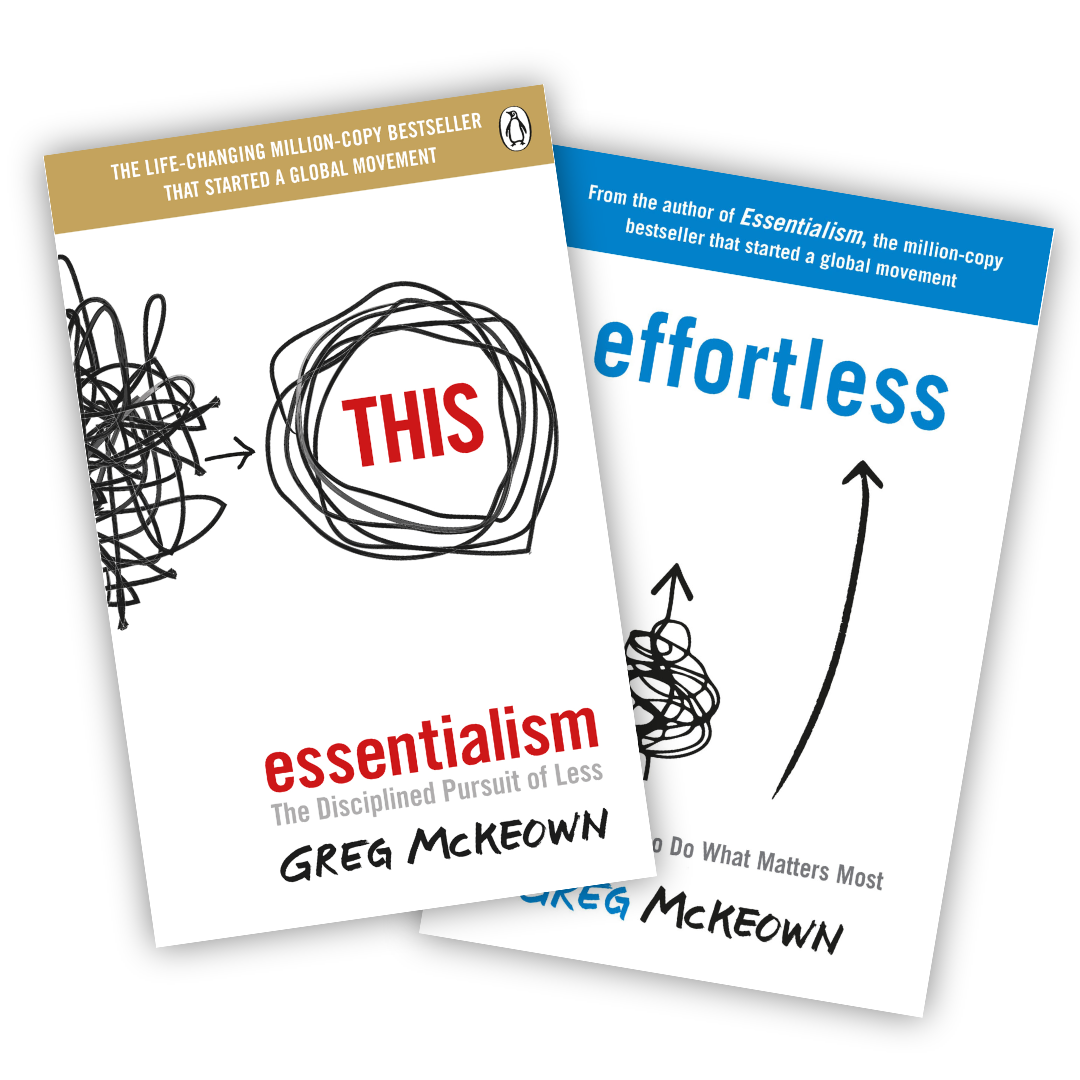 THE LIFE-CHANGING MILLION-COPY BESTSELLER
THAT STARTED A GLOBAL MOVEMENT
THIS
essentialism
The Disciplined Pursuit of Less
GREG McKEOWN
From the author of Essentialism, the million-copy
bestseller that started a global movement
effortless
o Do What Matters Most
GREG McKEOWN